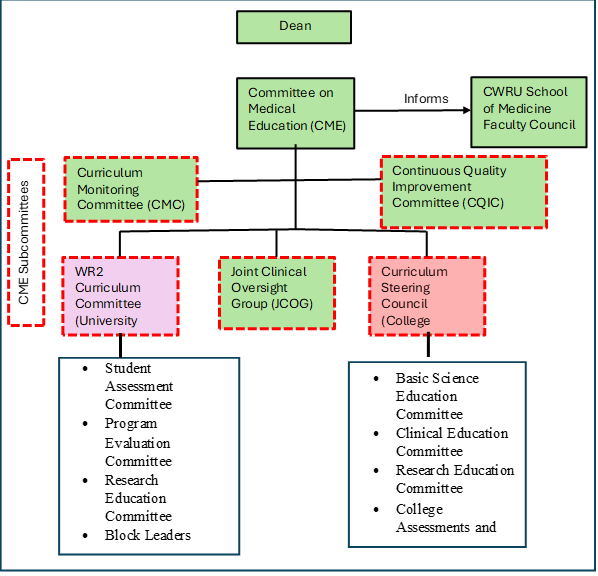 Dean
Committee on
Medical
Education (CME)
Informs
CWRU School
of Medicine
Faculty Council
CME Subcommittees
Curriculum
Monitoring
Committee (CMC)
Continuous Quality
Improvement
Committee (CQIC)
WR2
Curriculum
Committee
(University
Joint Clinical
Oversight
Group (JCOG)
Curriculum
Steering
Council
(College
• Student
Assessment
Committee
• Program
Evaluation
Committee
• Research
Education
Committee
• Block Leaders
• Basic Science
Education
Committee
• Clinical Education
Committee
• Research Education
Committee
• College
Assessments and